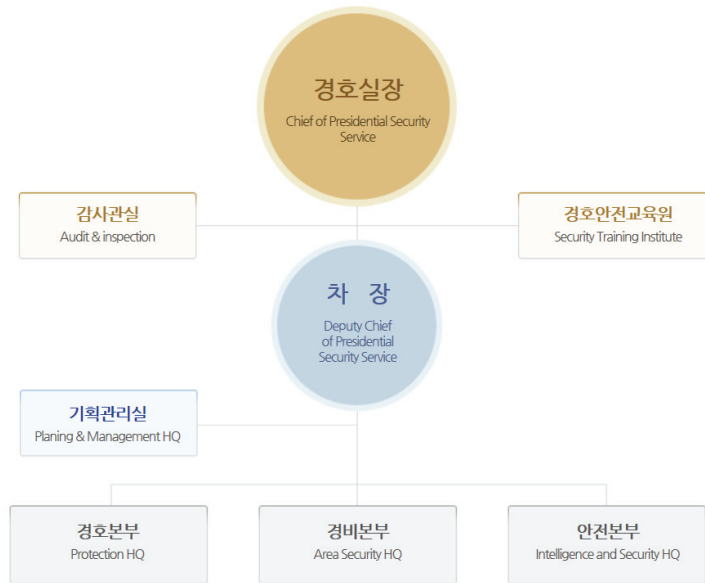 경호실장
Chief of Presidential Security
Service
감사관실
Audit & inspection
경호안전교육원
Security Training Institute
차 장
Deputy Chief
of Presidential
Security Service
기획관리실
Planing & Management HQ
경호본부
Protection HQ
경비본부
Area Security HQ
안전본부
Intelligence and Security HQ